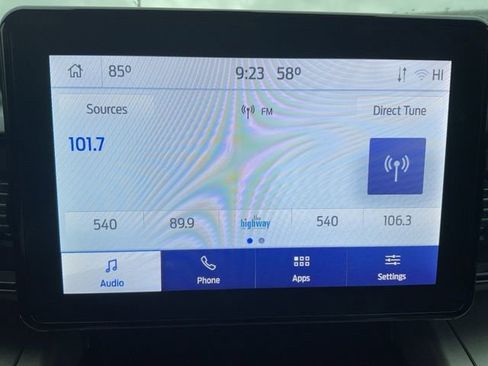 85° 9:23 58° HI
Sources FM Direct Tune
101.7
540 89.9 the highway 540 106.3
Audio Phone Apps Settings